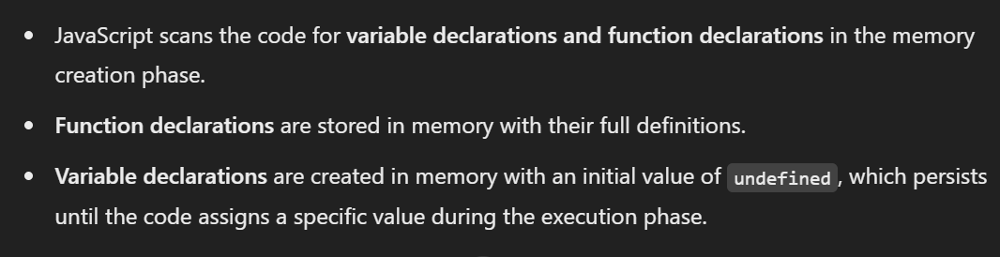 • JavaScript scans the code for variable declarations and function declarations in the memory
creation phase.
• Function declarations are stored in memory with their full definitions.
• Variable declarations are created in memory with an initial value of undefined, which persists
until the code assigns a specific value during the execution phase.